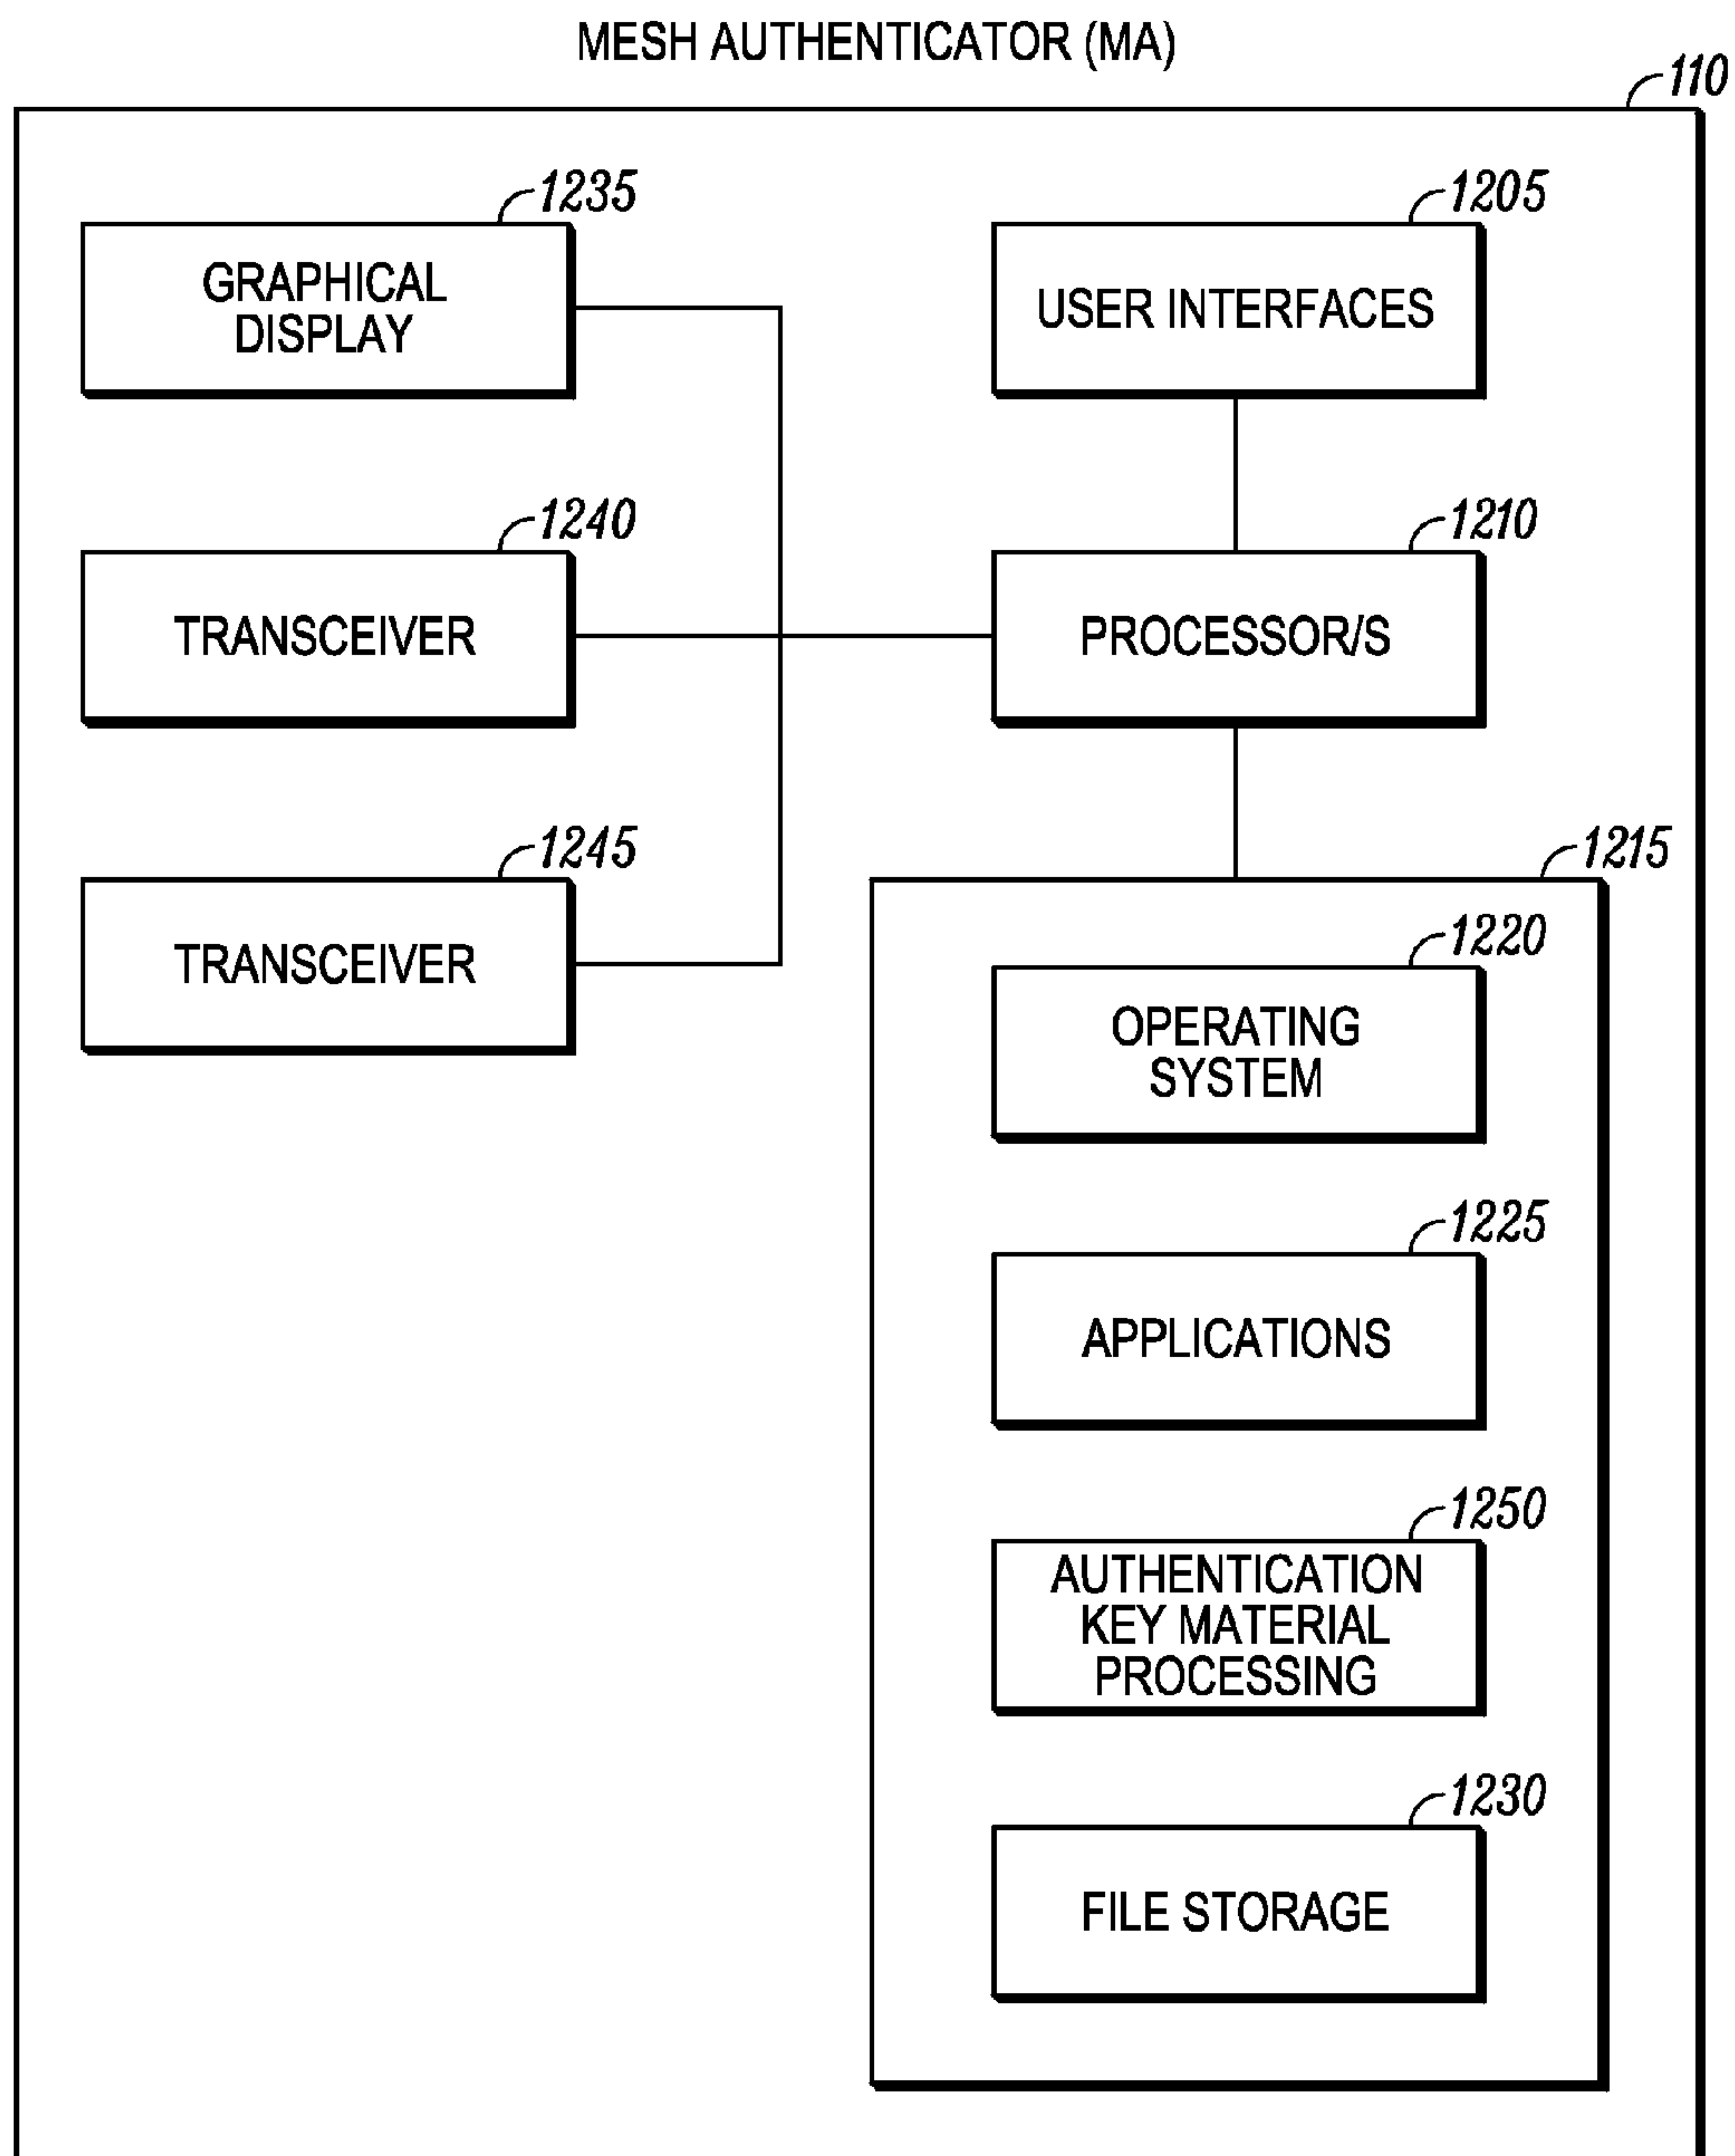 MESH AUTHENTICATOR (MA)
110
1235
GRAPHICAL
DISPLAY
1205
USER INTERFACES
1240
TRANSCEIVER
1210
PROCESSOR/S
1245
TRANSCEIVER
1215
1220
OPERATING
SYSTEM
1225
APPLICATIONS
1250
AUTHENTICATION
KEY MATERIAL
PROCESSING
1230
FILE STORAGE